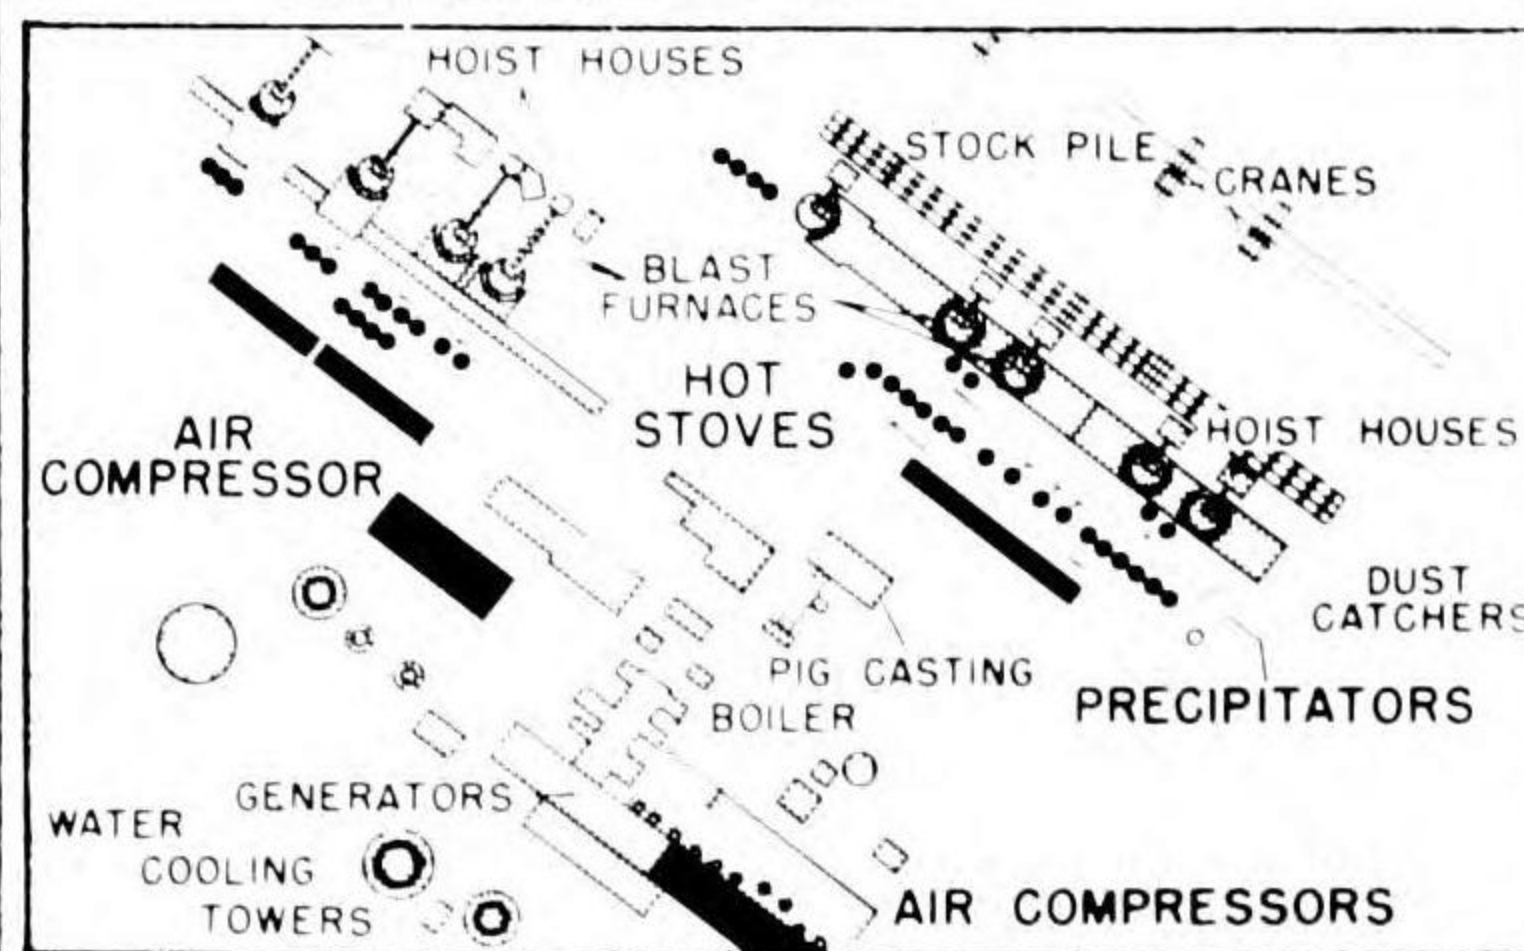 HOIST HOUSES
STOCK PILE
CRANES
BLAST
FURNACES
HOT
STOVES
HOIST HOUSES
AIR
COMPRESSOR
DUST
CATCHERS
PIG CASTING
PRECIPITATORS
BOILER
GENERATORS
WATER
COOLING
TOWERS
AIR COMPRESSORS